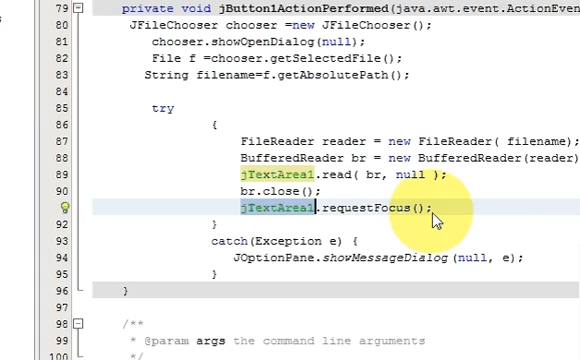 79 private void jButton1ActionPerformed(java.awt.event.ActionEven
80 JFileChooser chooser =new JFileChooser();
81 chooser.showOpenDialog(null);
82 File f =chooser.getSelectedFile();
83 String filename=f.getAbsolutePath();
84
85 try
86 {
87 FileReader reader = new FileReader( filename);
88 BufferedReader br = new BufferedReader(reader)
89 jTextArea1.read( br, null );
90 br.close();
jTextArea1.requestFocus();
92 }
93 catch(Exception e) {
94 JOptionPane.showMessageDialog(null, e);
95 }
96 }
97
98 /**
99 * @param args the command line arguments
100 */